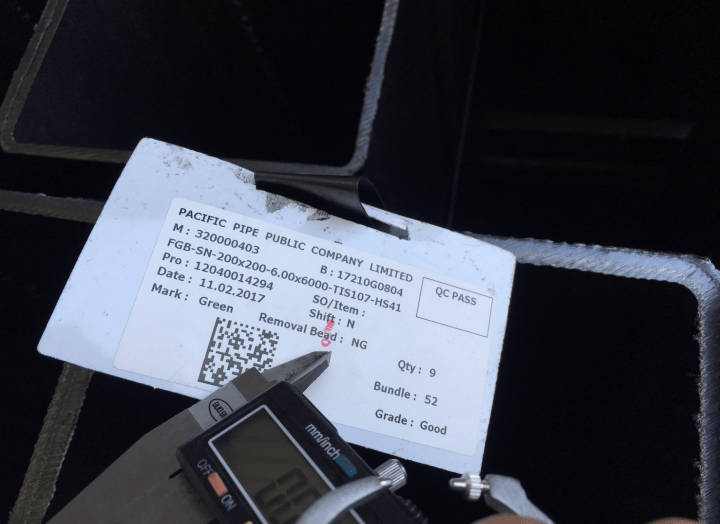 PACIFIC PIPE PUBLIC COMPANY LIMITED
M : 320000403 B : 17210G0804
FGB-SN-200x200-6.00x6000-TIS107-HS41
Pro : 12040014294 SO/Item :
Date : 11.02.2017 Shift : N
Mark : Green Removal Bead : NG
QC PASS
Qty : 9
Bundle : 52
Grade : Good
mm/inch
OFF ON